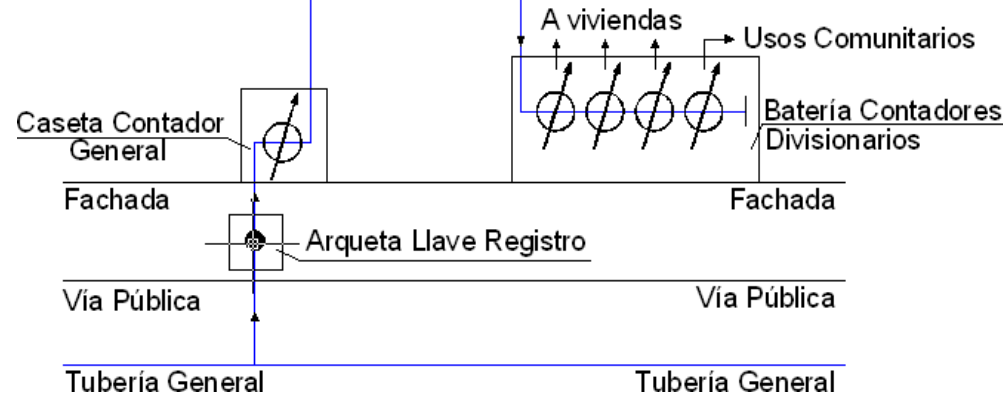 A viviendas
Usos Comunitarios
Caseta Contador
General
Batería Contadores
Divisionarios
Fachada
Fachada
Arqueta Llave Registro
Vía Pública
Vía Pública
Tubería General
Tubería General